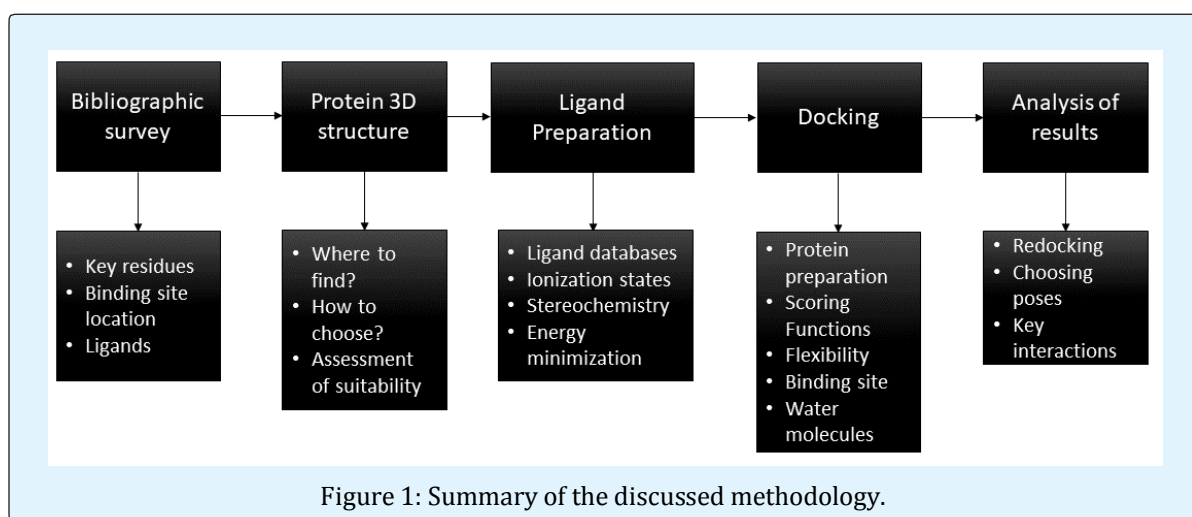 Bibliographic
survey
Protein 3D
structure
Ligand
Preparation
Docking
Analysis of
results
• Key residues
• Binding site
location
• Ligands
• Where to
find?
• How to
choose?
• Assessment
of suitability
• Ligand databases
• Ionization states
• Stereochemistry
• Energy
minimization
• Protein
preparation
• Scoring
Functions
• Flexibility
• Binding site
• Water
molecules
• Redocking
• Choosing
poses
• Key
interactions
Figure 1: Summary of the discussed methodology.